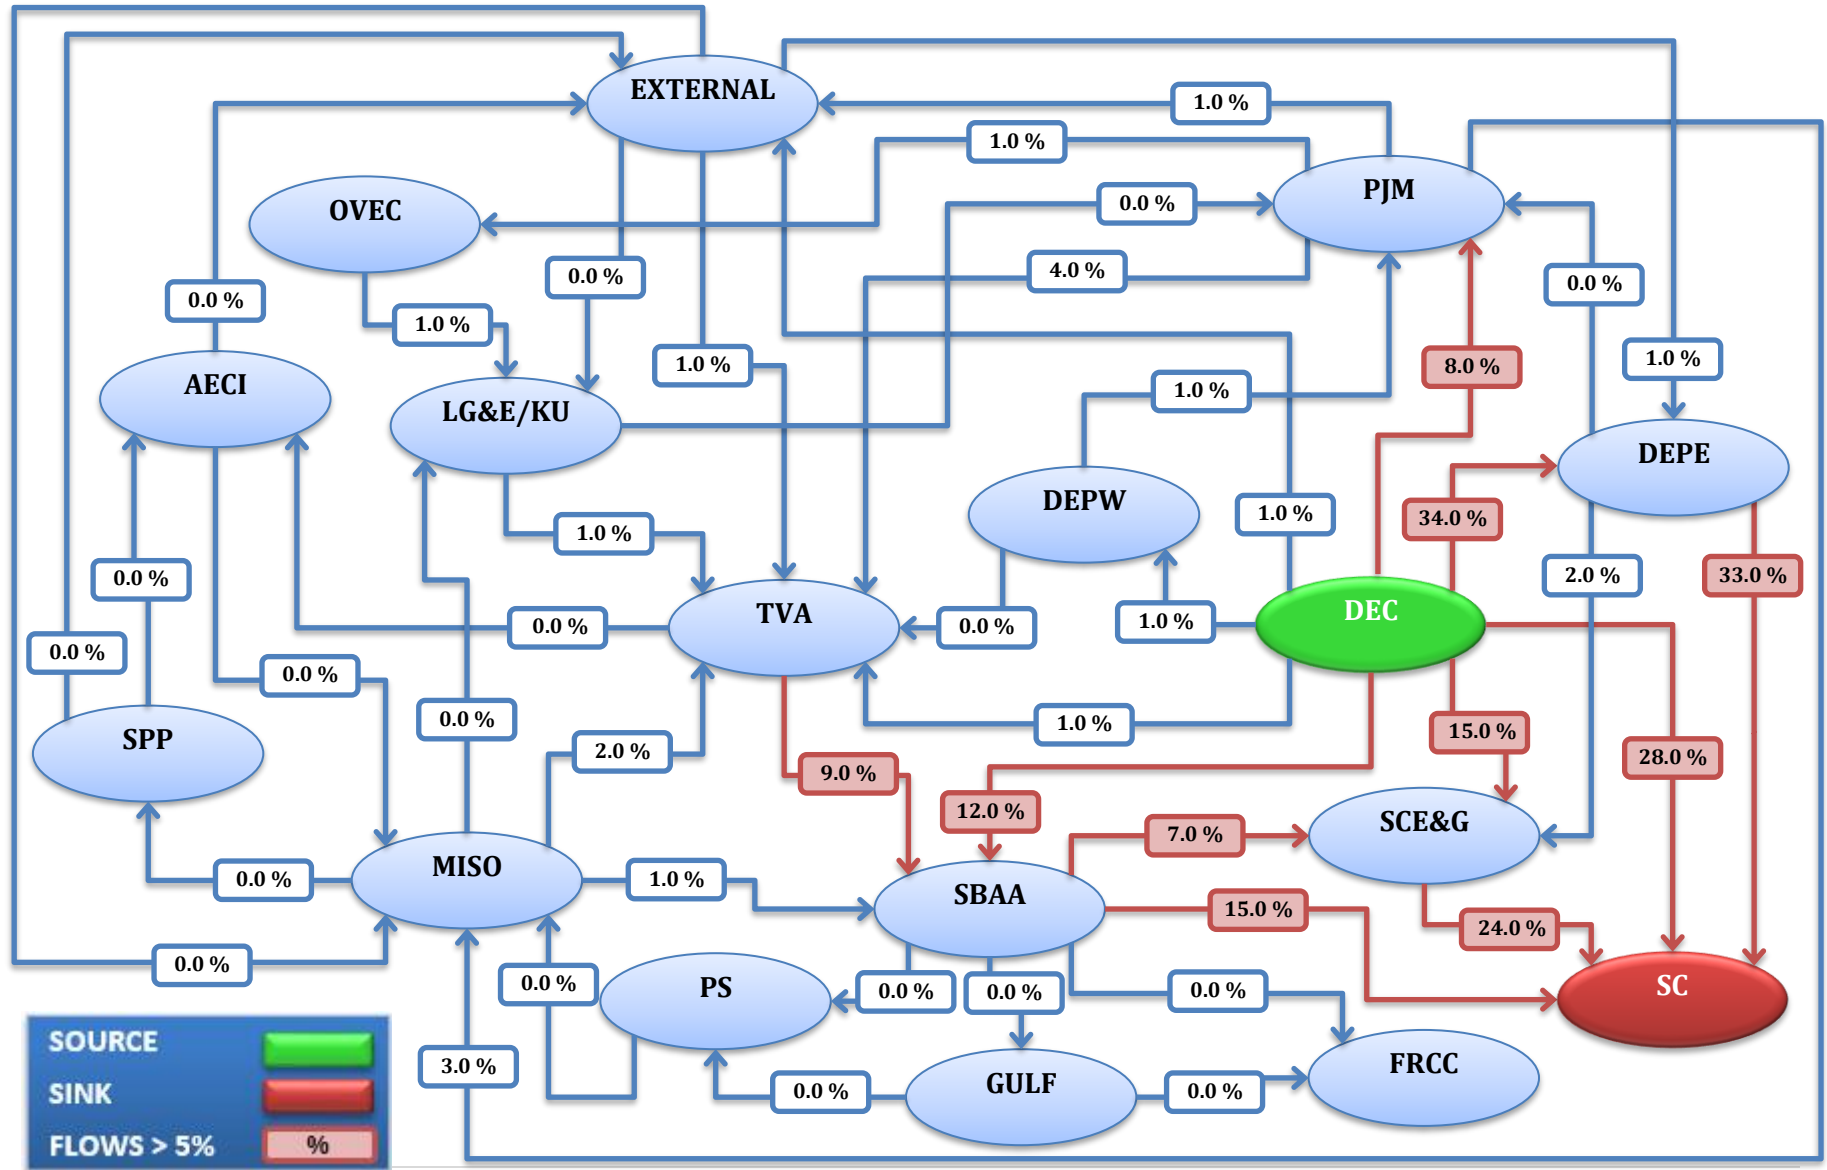 EXTERNAL
1.0 %
1.0 %
PJM
OVEC
0.0 %
4.0 %
0.0 %
0.0 %
0.0 %
1.0 %
1.0 %
1.0 %
8.0 %
AECI
1.0 %
LG&E/KU
DEPE
DEPW
34.0 %
1.0 %
1.0 %
0.0 %
2.0 %
33.0 %
TVA
DEC
0.0 %
0.0 %
1.0 %
0.0 %
0.0 %
0.0 %
1.0 %
15.0 %
SPP
2.0 %
28.0 %
9.0 %
12.0 %
SCE&G
7.0 %
MISO
0.0 %
1.0 %
SBAA
15.0 %
24.0 %
0.0 %
0.0 %
PS
0.0 %
0.0 %
0.0 %
SC
SOURCE
3.0 %
FRCC
GULF
SINK
0.0 %
0.0 %
FLOWS > 5%
%